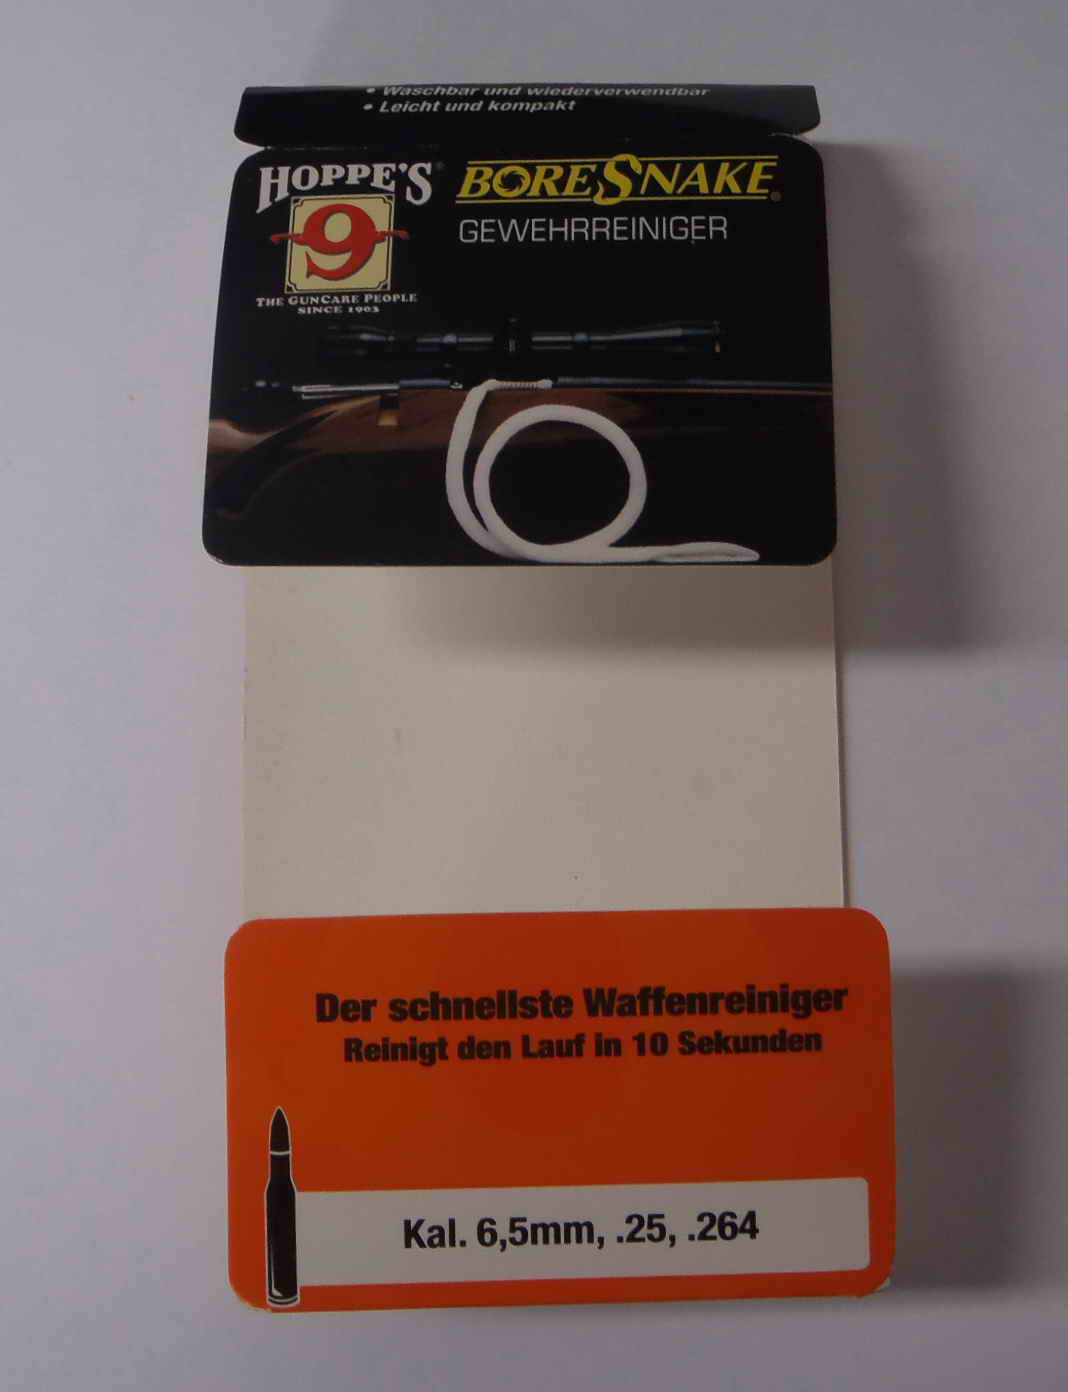 • Waschbar und wiederverwendbar
• Leicht und kompakt
HOPPE'S®
9
THE GUNCARE PEOPLE
SINCE 1903
BORESNAKE®
GEWEHRREINIGER
Der schnellste Waffenreiniger
Reinigt den Lauf in 10 Sekunden
Kal. 6,5mm, .25, .264